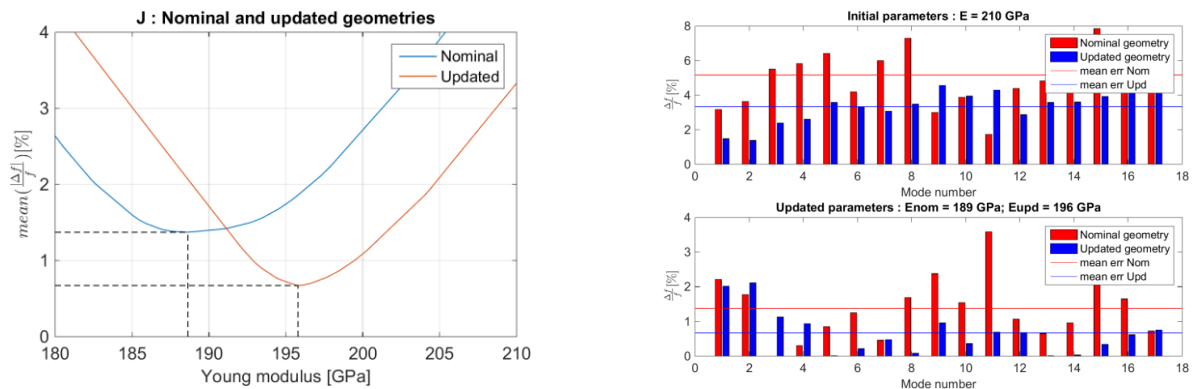 J : Nominal and updated geometries
4
3
2
1
0
mean(|Δf|/f)[%]
Nominal
Updated
180 185 190 195 200 205 210
Young modulus [GPa]
Initial parameters : E = 210 GPa
8
6
4
2
0
Δf/f [%]
Nominal geometry
Updated geometry
mean err Nom
mean err Upd
0 2 4 6 8 10 12 14 16 18
Mode number
Updated parameters : Enom = 189 GPa; Eupd = 196 GPa
4
3
2
1
0
Δf/f [%]
Nominal geometry
Updated geometry
mean err Nom
mean err Upd
0 2 4 6 8 10 12 14 16 18
Mode number